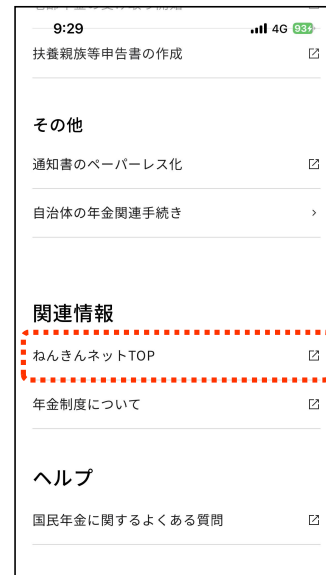 9:29
4G 93
扶養親族等申告書の作成
その他
通知書のペーパーレス化
自治体の年金関連手続き
関連情報
ねんきんネットTOP
年金制度について
ヘルプ
国民年金に関するよくある質問